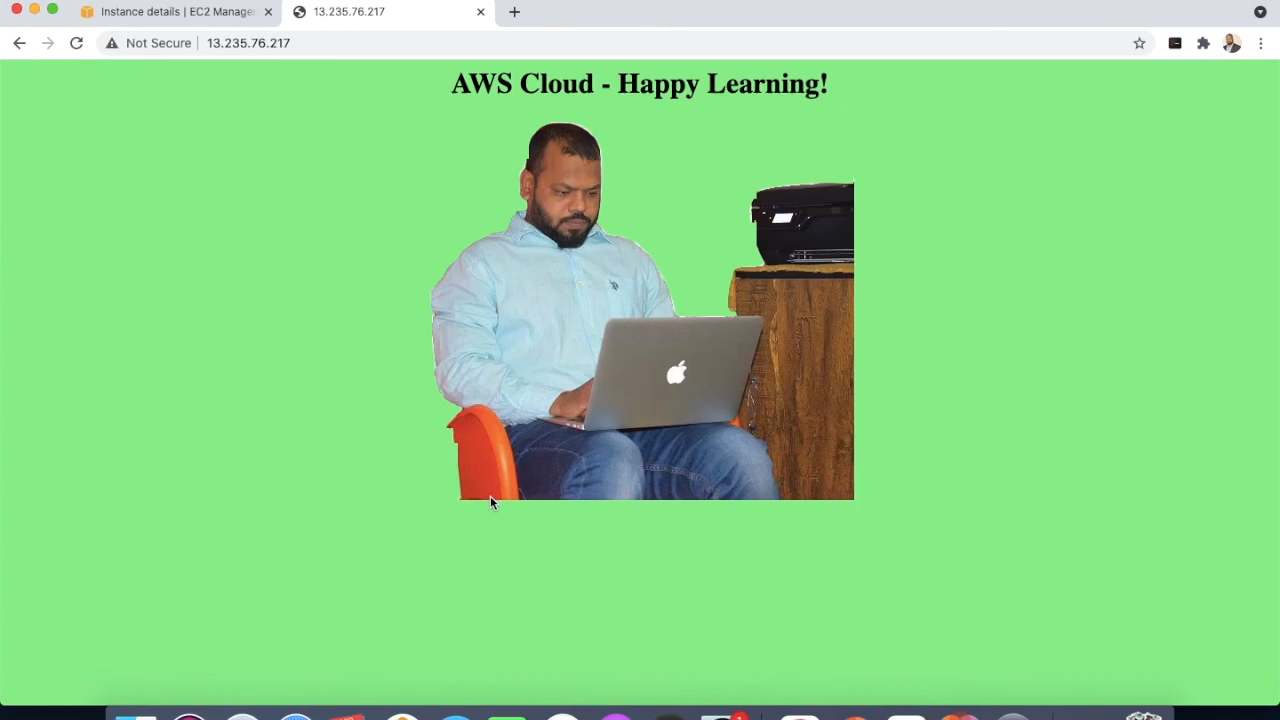 Instance details | EC2 Manage
13.235.76.217
Not Secure
13.235.76.217
AWS Cloud - Happy Learning!